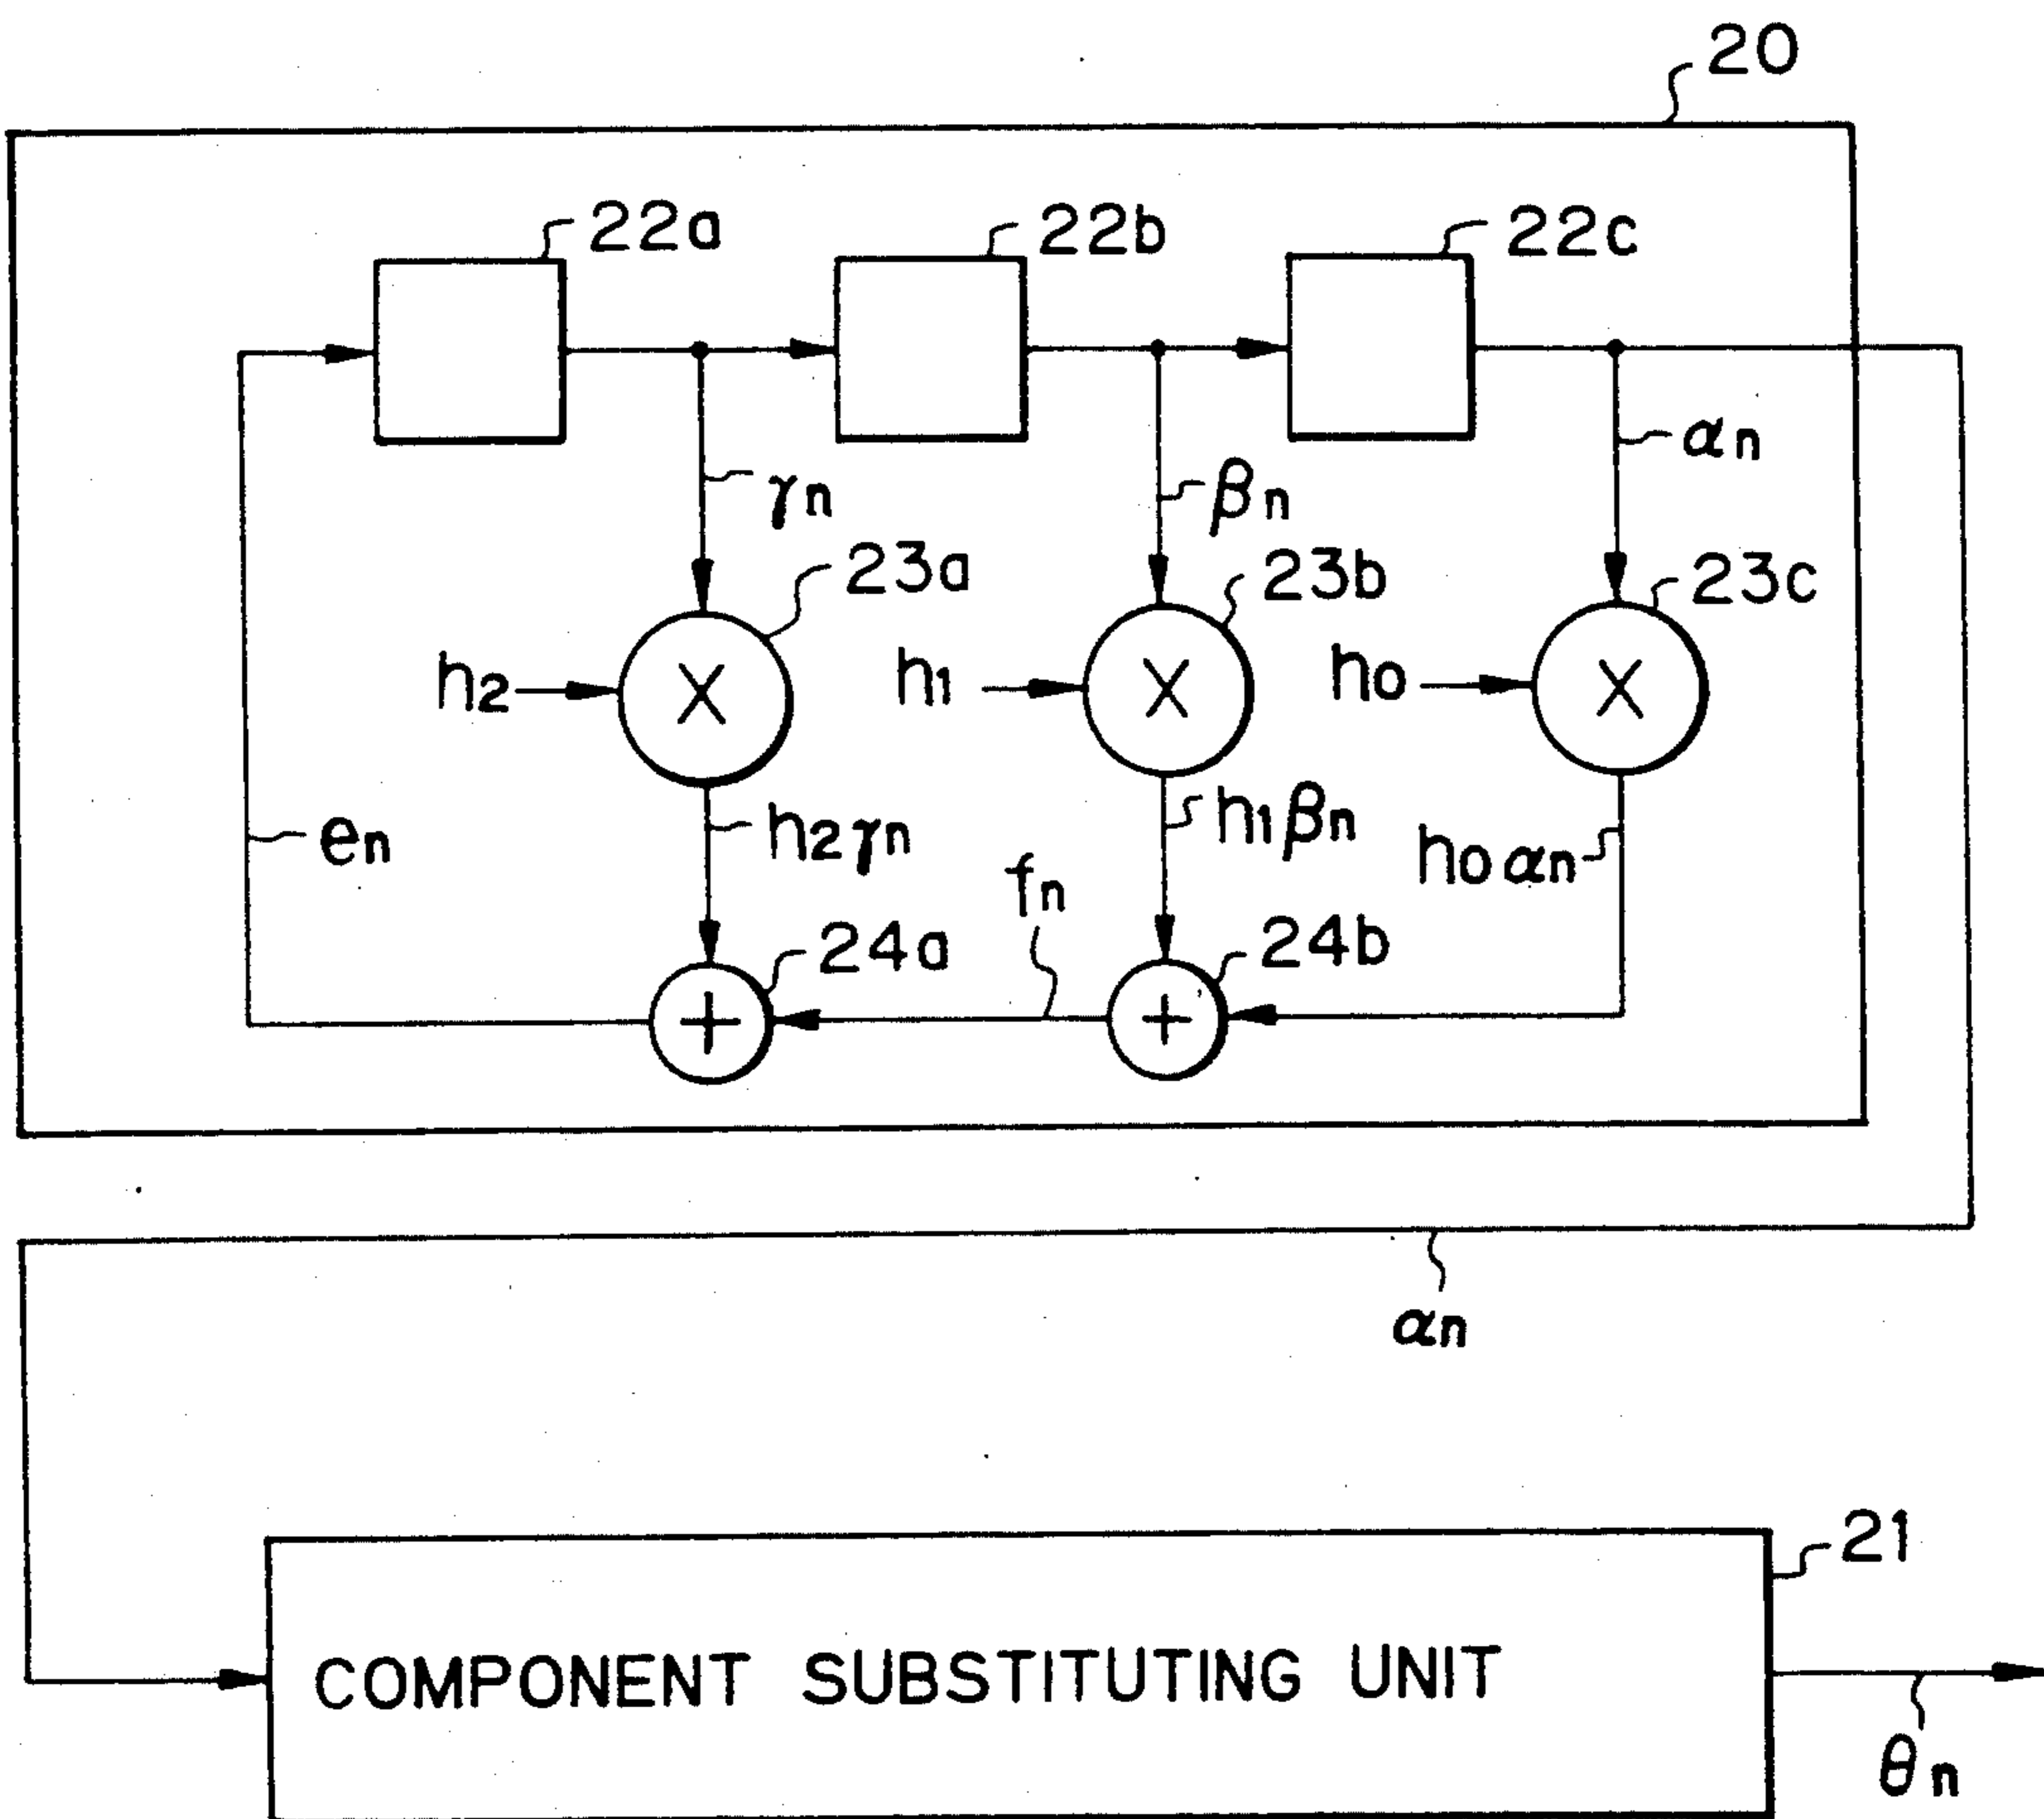 20
22a
22b
22c
αn
γn
βn
23a
23b
23c
h2
X
h1
X
h0
X
h2γn
h1βn
h0αn
en
fn
24a
24b
+
+
αn
21
COMPONENT SUBSTITUTING UNIT
θn